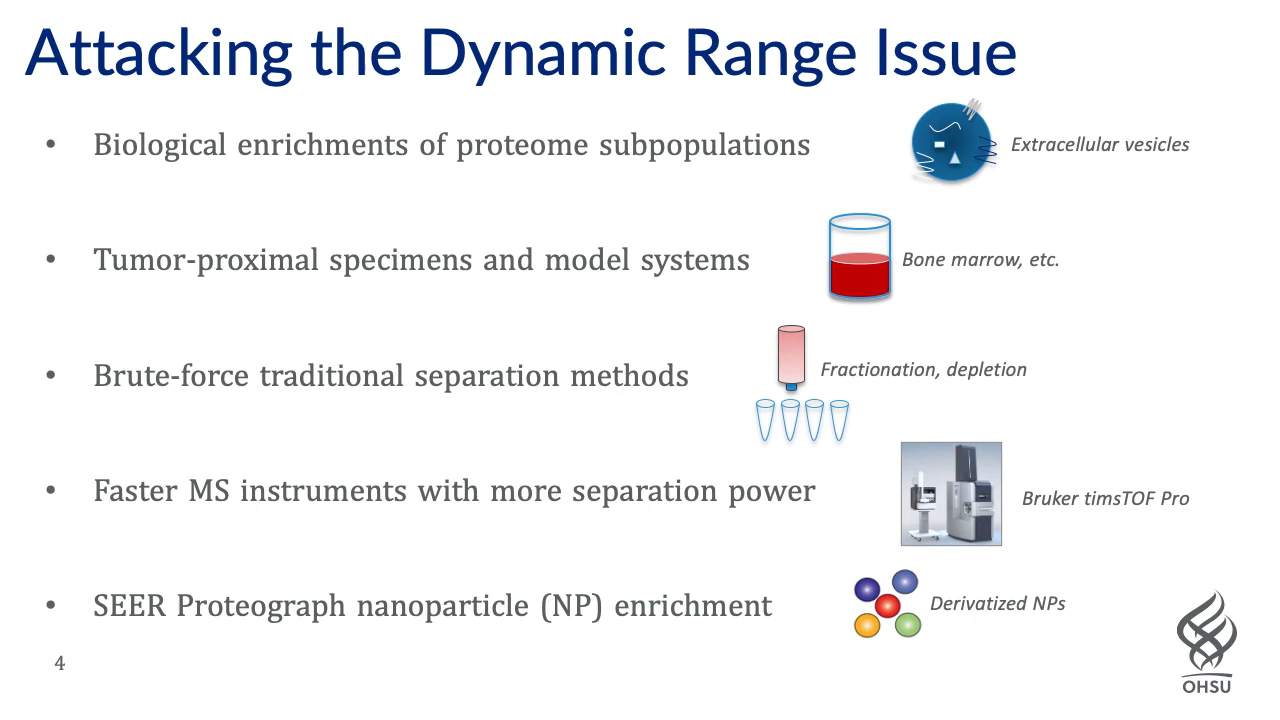 Attacking the Dynamic Range Issue
• Biological enrichments of proteome subpopulations
Extracellular vesicles
• Tumor-proximal specimens and model systems
Bone marrow, etc.
• Brute-force traditional separation methods
Fractionation, depletion
• Faster MS instruments with more separation power
Bruker timsTOF Pro
• SEER Proteograph nanoparticle (NP) enrichment
Derivatized NPs
4
OHSU